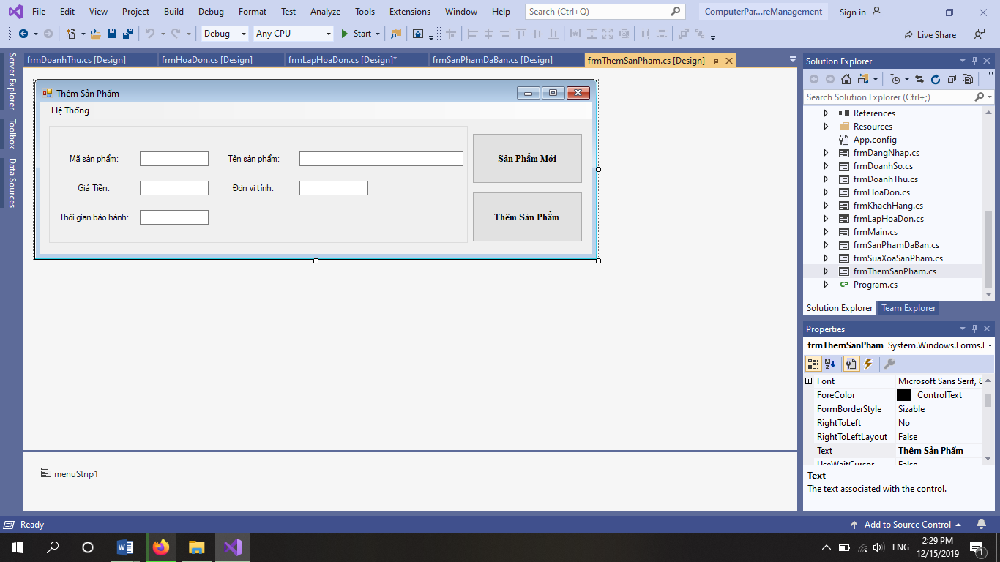 File Edit View Project Build Debug Format Test Analyze Tools Extensions Window Help Search (Ctrl+Q) ComputerPar...reManagement Sign in
Debug Any CPU Start Live Share
Server Explorer
Toolbox
Data Sources
frmDoanhThu.cs [Design] frmHoaDon.cs [Design] frmLapHoaDon.cs [Design]* frmSanPhamDaBan.cs [Design] frmThemSanPham.cs [Design]
Thêm Sản Phẩm
Hệ Thống
Mã sản phẩm: Tên sản phẩm: Sản Phẩm Mới
Giá Tiền: Đơn vị tính:
Thời gian bảo hành: Thêm Sản Phẩm
menuStrip1
Solution Explorer
Search Solution Explorer (Ctrl+;)
References
Resources
App.config
frmDangNhap.cs
frmDoanhSo.cs
frmDoanhThu.cs
frmHoaDon.cs
frmKhachHang.cs
frmLapHoaDon.cs
frmMain.cs
frmSanPhamDaBan.cs
frmSuaXoaSanPham.cs
frmThemSanPham.cs
C# Program.cs
Solution Explorer Team Explorer
Properties
frmThemSanPham System.Windows.Forms.
Font Microsoft Sans Serif, 8
ForeColor ControlText
FormBorderStyle Sizable
RightToLeft No
RightToLeftLayout False
Text Thêm Sản Phẩm
UseWaitCursor False
Text
The text associated with the control.
Ready Add to Source Control
ENG 2:29 PM
12/15/2019 1